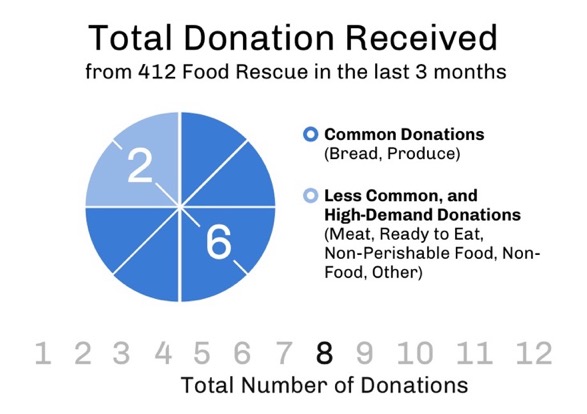 Total Donation Received
from 412 Food Rescue in the last 3 months
2
6
Common Donations
(Bread, Produce)
Less Common, and
High-Demand Donations
(Meat, Ready to Eat,
Non-Perishable Food, Non-
Food, Other)
1 2 3 4 5 6 7 8 9 10 11 12
Total Number of Donations